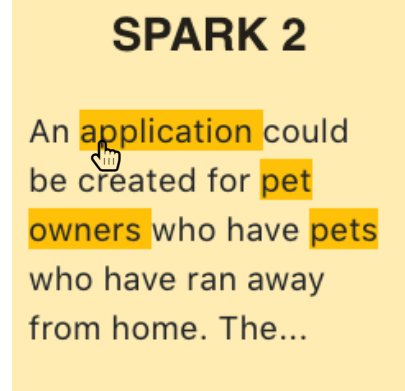 SPARK 2
An application could
be created for pet
owners who have pets
who have ran away
from home. The...